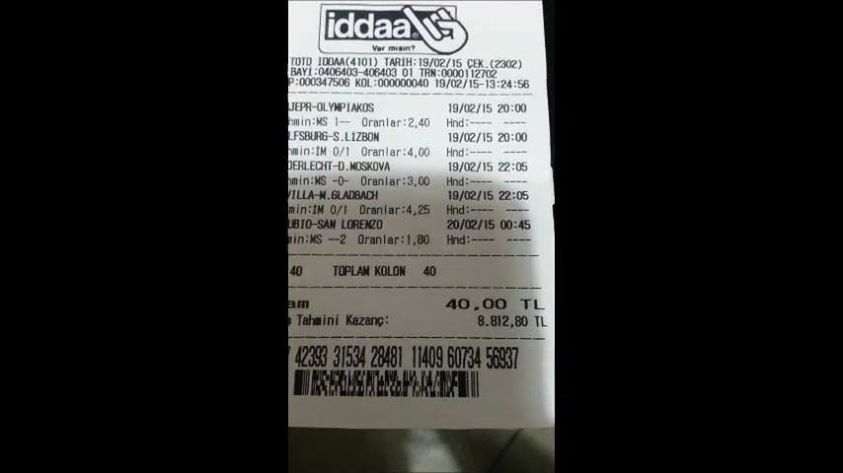 iddaa
Var mısın?
TOTO IDDAA(4101) TARİH:19/02/15 ÇEK.(2302)
BAYI:0406403-406403 01 TRN:0000112702
P:000347506 KOL:000000040 19/02/15-13:24:56
JEPR-OLYMPIAKOS 19/02/15 20:00
min:MS 1-- Oranlar:2,40 Hnd:---- ----
LFSBURG-S.LİZBON 19/02/15 20:00
min:IM 0/1 Oranlar:4,00 Hnd:---- ----
DERLECHT-D.MOSKOVA 19/02/15 22:05
min:MS -0- Oranlar:3,00 Hnd:---- ----
VILLA-M.GLADBACH 19/02/15 22:05
min:IM 0/1 Oranlar:4,25 Hnd:---- ----
UBIO-SAN LORENZO 20/02/15 00:45
min:MS --2 Oranlar:1,80 Hnd:---- ----
40 TOPLAM KOLON 40
am 40,00 TL
Tahmini Kazanç: 8.812,80 TL
42393 31534 28481 11409 60734 56937